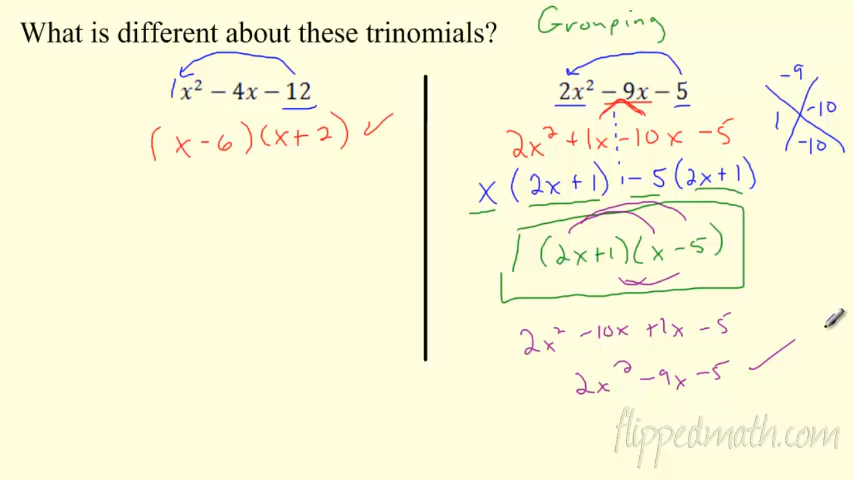 Grouping
What is different about these trinomials?
1x² − 4x − 12
(x − 6)(x + 2) ✓
2x² − 9x − 5
−9
1 −10
−10
2x² + 1x − 10x − 5
x (2x + 1) − 5 (2x + 1)
(2x + 1)(x − 5)
2x² − 10x + 1x − 5
2x² − 9x − 5 ✓
flippedmath.com